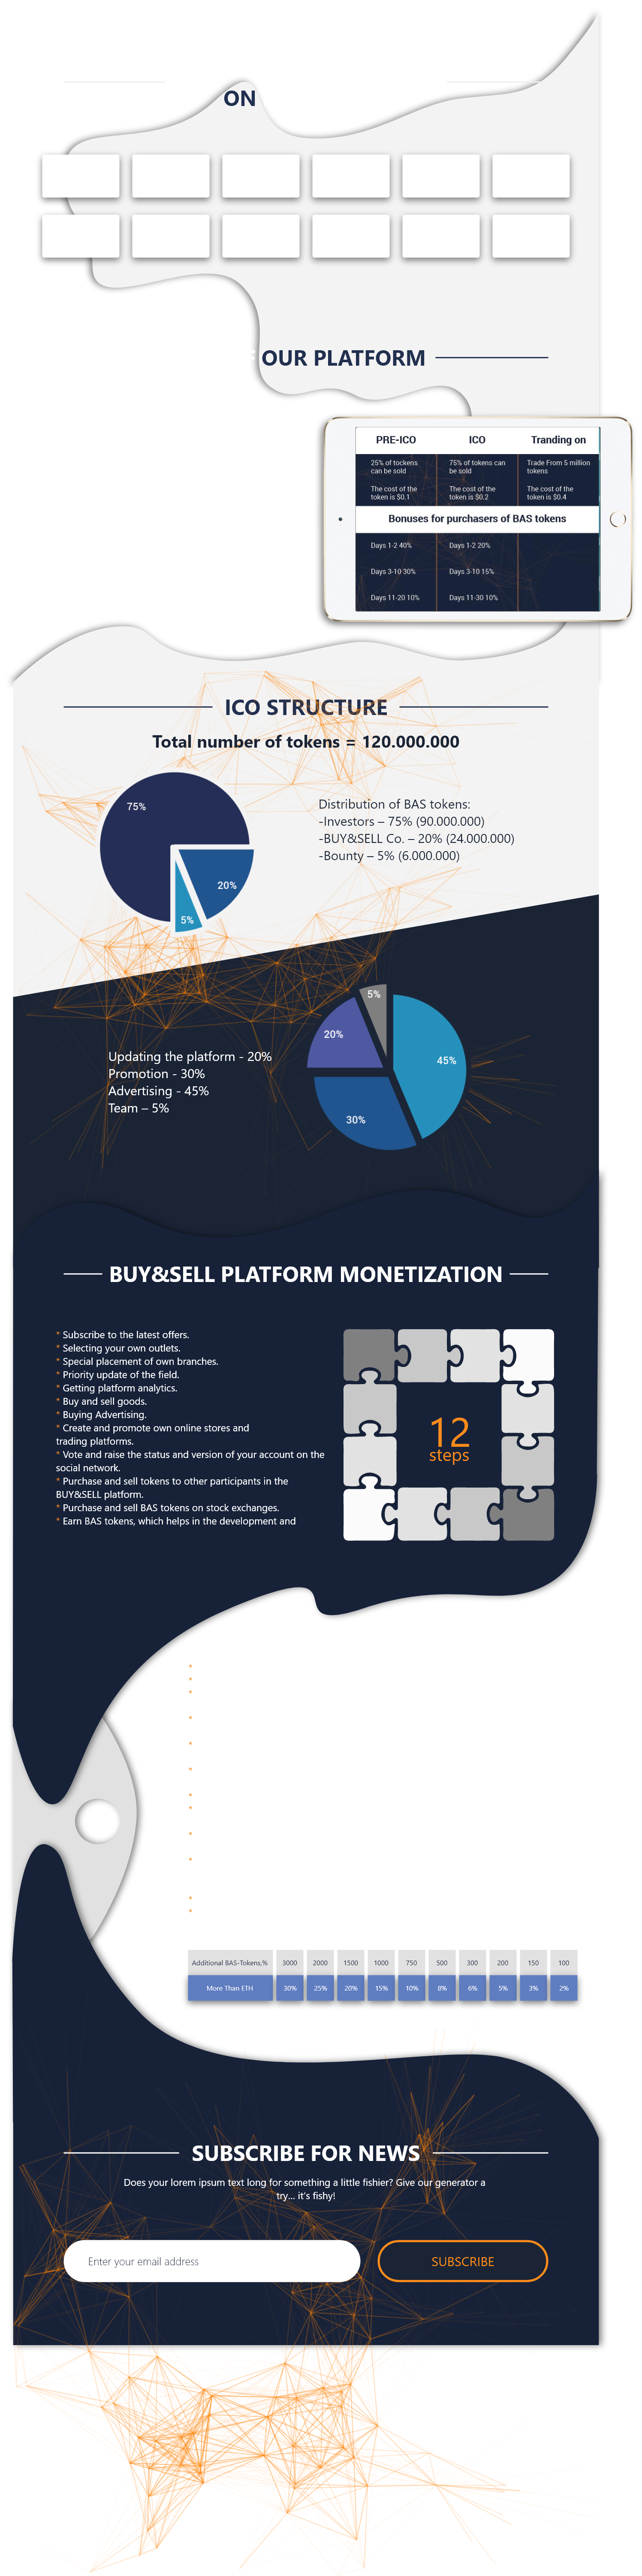 ON
OUR PLATFORM
PRE-ICO ICO Tranding on
25% of tockens can be sold
75% of tokens can be sold
Trade From 5 million tokens
The cost of the token is $0.1
The cost of the token is $0.2
The cost of the token is $0.4
Bonuses for purchasers of BAS tokens
Days 1-2 40% Days 1-2 20%
Days 3-10 30% Days 3-10 15%
Days 11-20 10% Days 11-30 10%
ICO STRUCTURE
Total number of tokens = 120.000.000
75%
20%
5%
Distribution of BAS tokens:
-Investors – 75% (90.000.000)
-BUY&SELL Co. – 20% (24.000.000)
-Bounty – 5% (6.000.000)
5%
20%
45%
30%
Updating the platform - 20%
Promotion - 30%
Advertising - 45%
Team – 5%
BUY&SELL PLATFORM MONETIZATION
* Subscribe to the latest offers.
* Selecting your own outlets.
* Special placement of own branches.
* Priority update of the field.
* Getting platform analytics.
* Buy and sell goods.
* Buying Advertising.
* Create and promote own online stores and
trading platforms.
* Vote and raise the status and version of your account on the
social network.
* Purchase and sell tokens to other participants in the
BUY&SELL platform.
* Purchase and sell BAS tokens on stock exchanges.
* Earn BAS tokens, which helps in the development and
12
steps
*
*
*
*
*
*
*
*
*
*
*
*
Additional BAS-Tokens,% 3000 2000 1500 1000 750 500 300 200 150 100
More Than ETH 30% 25% 20% 15% 10% 8% 6% 5% 3% 2%
SUBSCRIBE FOR NEWS
Does your lorem ipsum text long for something a little fishier? Give our generator a
try... it's fishy!
Enter your email address
SUBSCRIBE